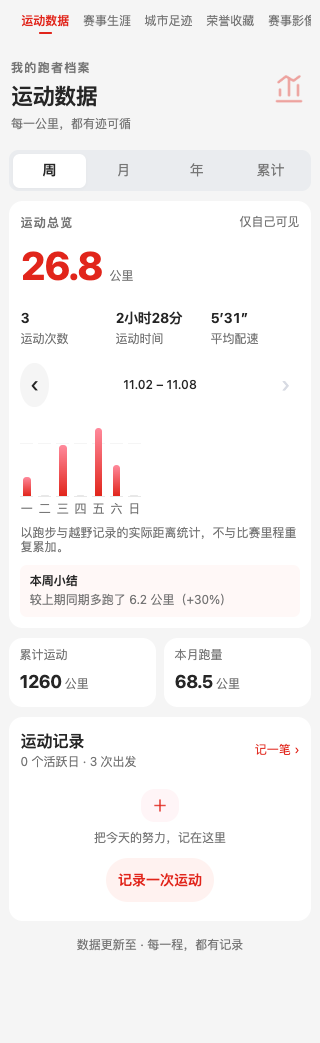 运动数据 赛事生涯 城市足迹 荣誉收藏 赛事影像
我的跑者档案
运动数据
每一公里，都有迹可循
周 月 年 累计
运动总览 仅自己可见
26.8 公里
3 2小时28分 5’31”
运动次数 运动时间 平均配速
‹ 11.02 – 11.08 ›
一 二 三 四 五 六 日
以跑步与越野记录的实际距离统计，不与比赛里程重
复累加。
本周小结
较上期同期多跑了 6.2 公里（+30%）
累计运动 本月跑量
1260 公里 68.5 公里
运动记录
记一笔 ›
0 个活跃日 · 3 次出发
+
把今天的努力，记在这里
记录一次运动
数据更新至 · 每一程，都有记录